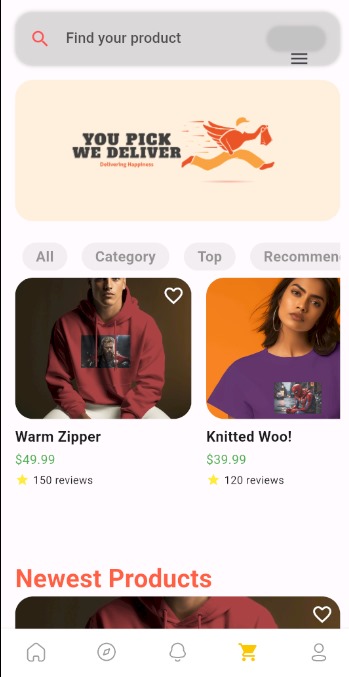 Find your product
YOU PICK
WE DELIVER
Delivering Happiness
All
Category
Top
Recommen
Warm Zipper
Knitted Woo!
$49.99
$39.99
150 reviews
120 reviews
Newest Products